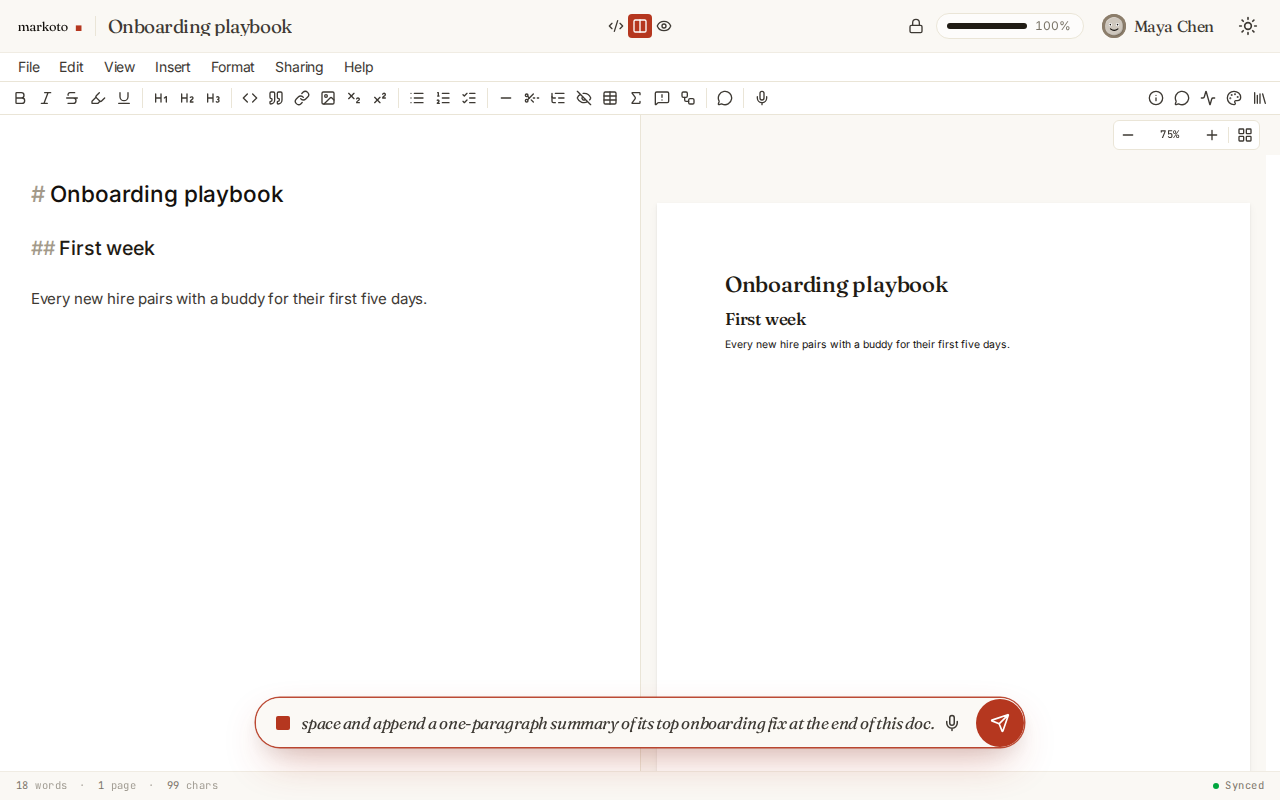 markoto
Onboarding playbook
100%
Maya Chen
File Edit View Insert Format Sharing Help
H1 H2 H3
75%
# Onboarding playbook
## First week
Every new hire pairs with a buddy for their first five days.
Onboarding playbook
First week
Every new hire pairs with a buddy for their first five days.
space and append a one-paragraph summary of its top onboarding fix at the end of this doc.
18 words · 1 page · 99 chars
Synced